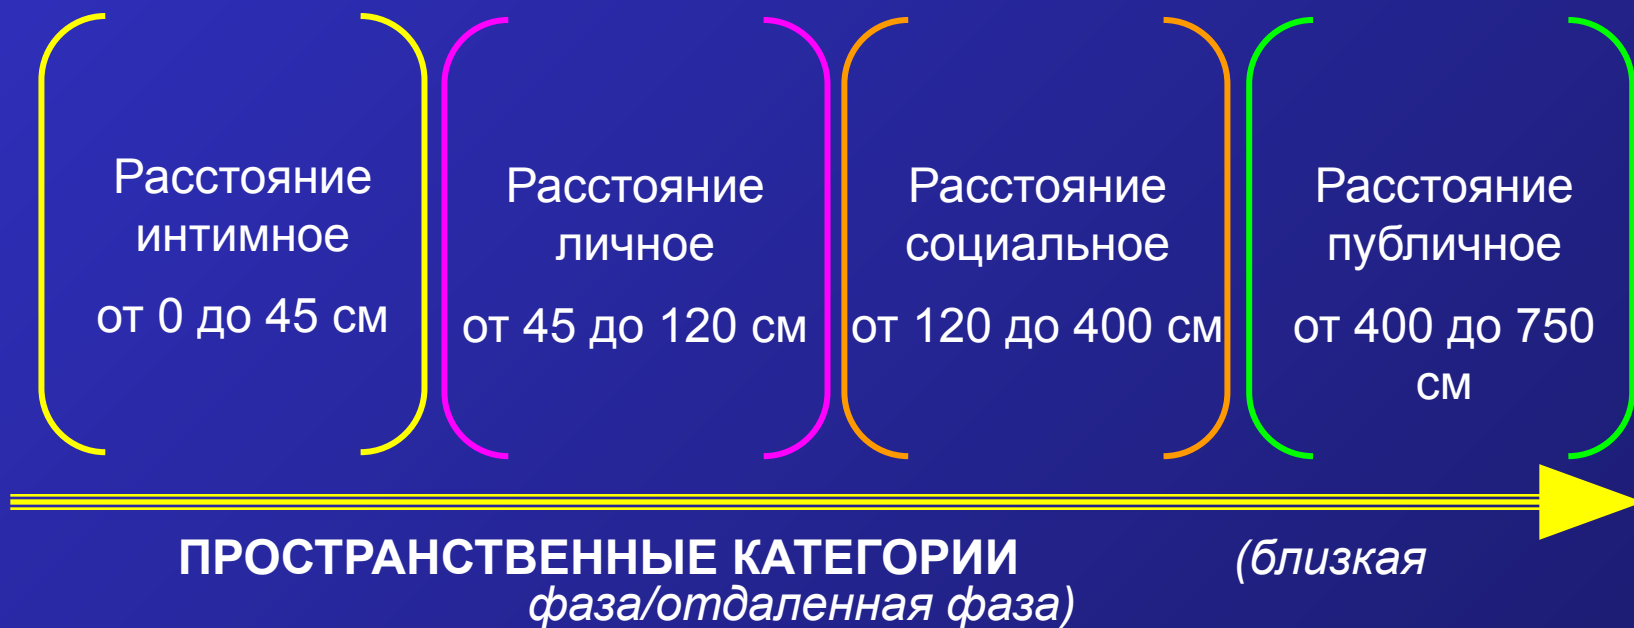 Расстояние
интимное
от 0 до 45 см
Расстояние
личное
от 45 до 120 см
Расстояние
социальное
от 120 до 400 см
Расстояние
публичное
от 400 до 750
см
ПРОСТРАНСТВЕННЫЕ КАТЕГОРИИ (близкая
фаза/отдаленная фаза)